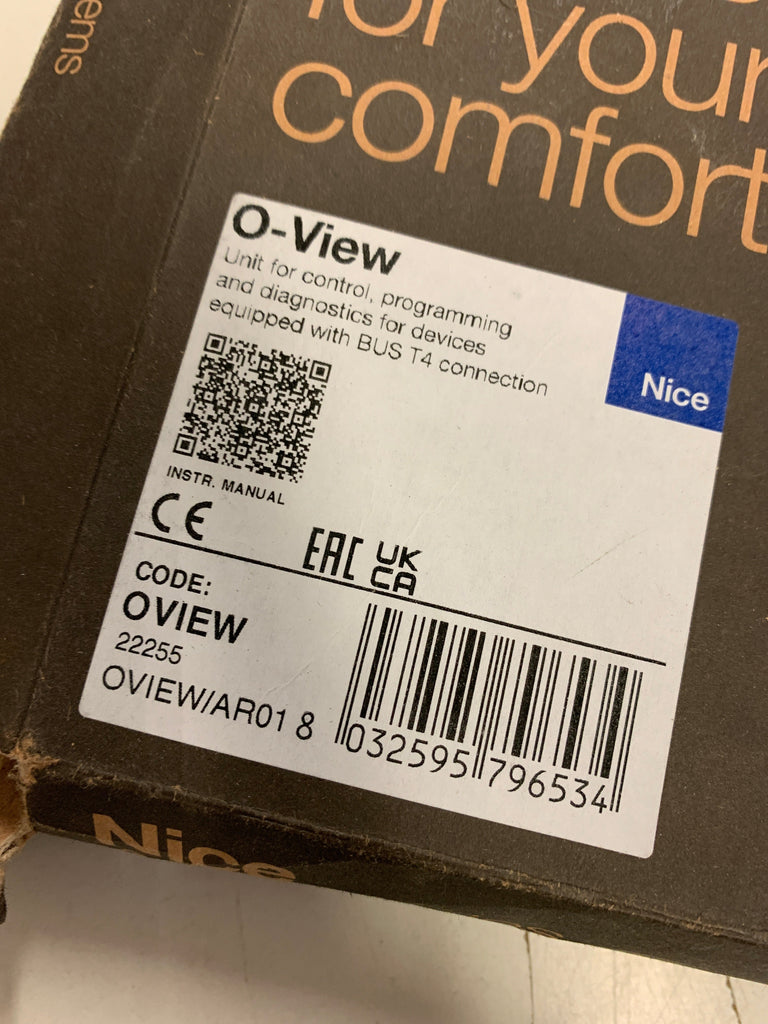 ems
for your
comfort
O-View
Unit for control, programming
and diagnostics for devices
equipped with BUS T4 connection
Nice
INSTR. MANUAL
CE
EAC
UK
CA
CODE:
OVIEW
22255
OVIEW/AR01
8 032595 796534
Nice